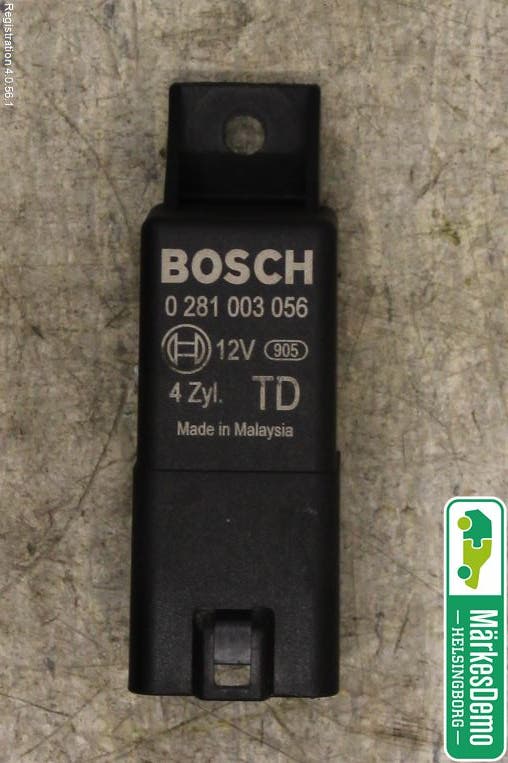 Registration 4.0.56.1
BOSCH
0 281 003 056
12V 905
4 Zyl. TD
Made in Malaysia
MärkesDemo
— HELSINGBORG —